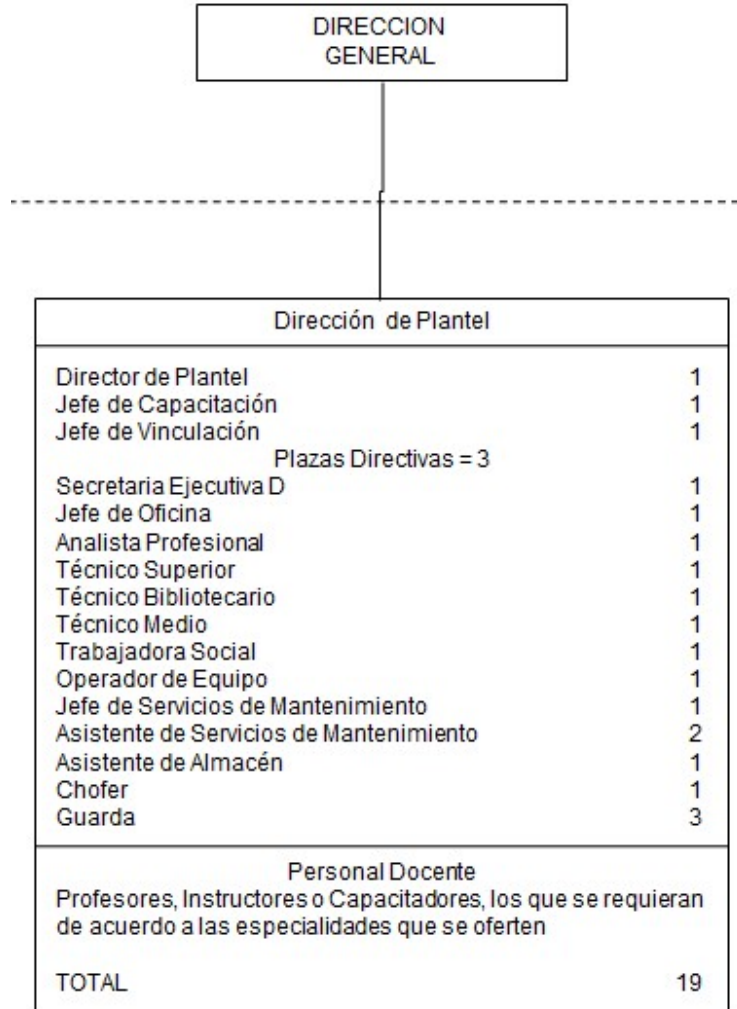 DIRECCION
GENERAL
Dirección de Plantel
Director de Plantel 1
Jefe de Capacitación 1
Jefe de Vinculación 1
Plazas Directivas = 3
Secretaria Ejecutiva D 1
Jefe de Oficina 1
Analista Profesional 1
Técnico Superior 1
Técnico Bibliotecario 1
Técnico Medio 1
Trabajadora Social 1
Operador de Equipo 1
Jefe de Servicios de Mantenimiento 1
Asistente de Servicios de Mantenimiento 2
Asistente de Almacén 1
Chofer 1
Guarda 3
Personal Docente
Profesores, Instructores o Capacitadores, los que se requieran
de acuerdo a las especialidades que se oferten
TOTAL 19